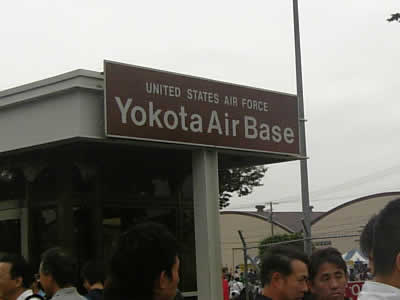 UNITED STATES AIR FORCE
Yokota Air Base